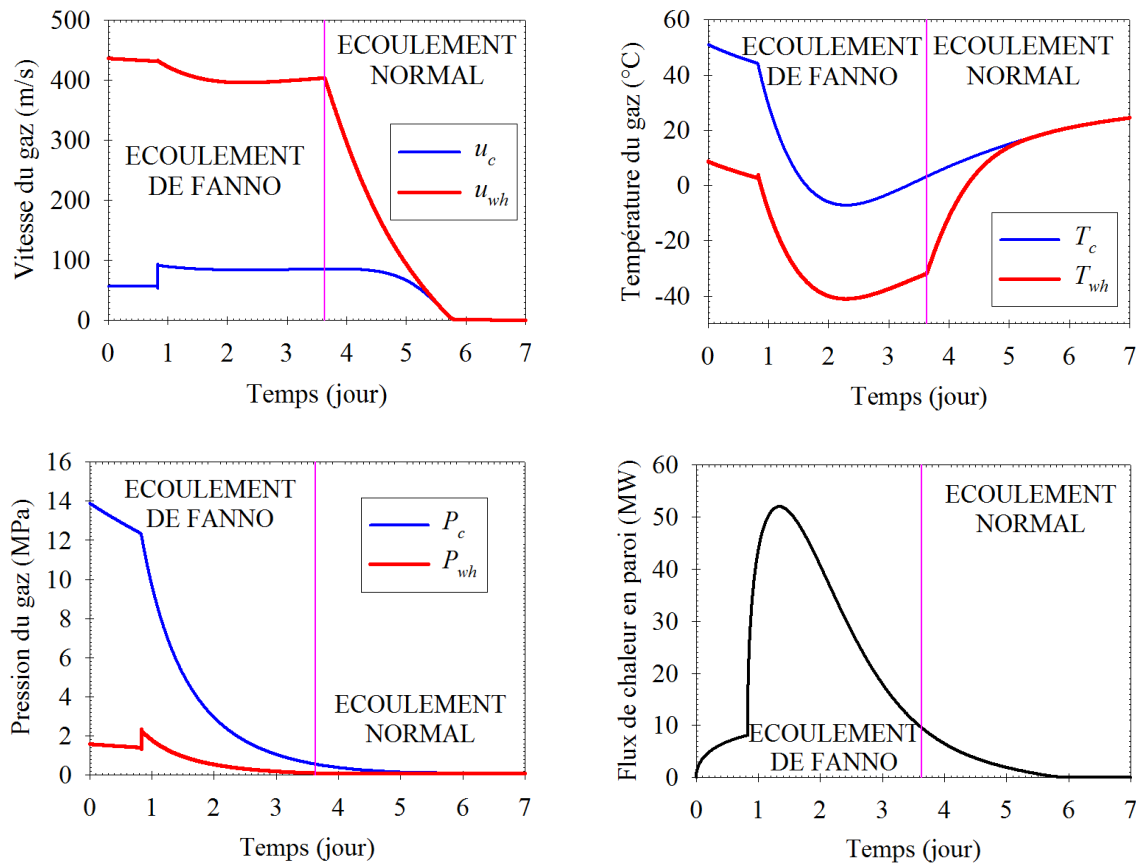 500
400
300
200
100
0
Vitesse du gaz (m/s)
ECOULEMENT
NORMAL
ECOULEMENT
DE FANNO
u_c
u_wh
0 1 2 3 4 5 6 7
Temps (jour)
60
40
20
0
-20
-40
Température du gaz (°C)
ECOULEMENT
DE FANNO
ECOULEMENT
NORMAL
T_c
T_wh
0 1 2 3 4 5 6 7
Temps (jour)
16
14
12
10
8
6
4
2
0
Pression du gaz (MPa)
ECOULEMENT
DE FANNO
P_c
P_wh
ECOULEMENT
NORMAL
0 1 2 3 4 5 6 7
Temps (jour)
60
50
40
30
20
10
0
Flux de chaleur en paroi (MW)
ECOULEMENT
NORMAL
ECOULEMENT
DE FANNO
0 1 2 3 4 5 6 7
Temps (jour)